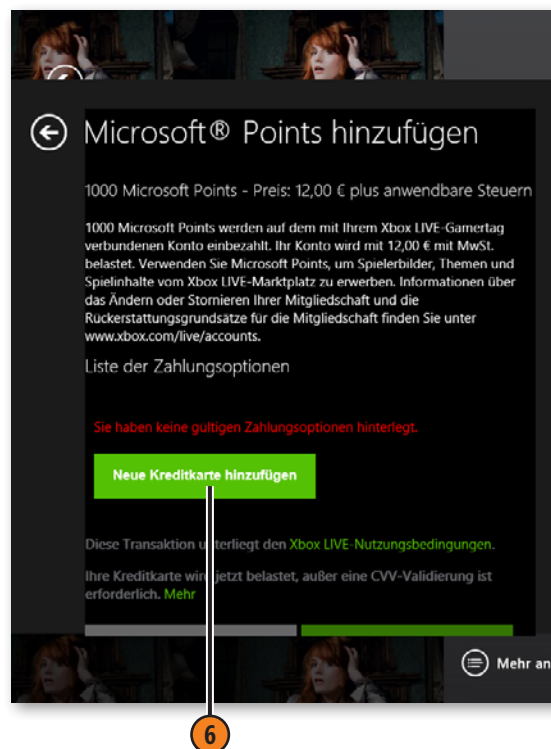 Microsoft® Points hinzufügen
1000 Microsoft Points - Preis: 12,00 € plus anwendbare Steuern
1000 Microsoft Points werden auf dem mit Ihrem Xbox LIVE-Gamertag
verbundenen Konto einbezahlt. Ihr Konto wird mit 12,00 € mit MwSt.
belastet. Verwenden Sie Microsoft Points, um Spielerbilder, Themen und
Spielinhalte vom Xbox LIVE-Marktplatz zu erwerben. Informationen über
das Ändern oder Stornieren Ihrer Mitgliedschaft und die
Rückerstattungsgrundsätze für die Mitgliedschaft finden Sie unter
www.xbox.com/live/accounts.
Liste der Zahlungsoptionen
Sie haben keine gültigen Zahlungsoptionen hinterlegt.
Neue Kreditkarte hinzufügen
Diese Transaktion unterliegt den Xbox LIVE-Nutzungsbedingungen.
Ihre Kreditkarte wird jetzt belastet, außer eine CVV-Validierung ist
erforderlich. Mehr
Mehr an
6